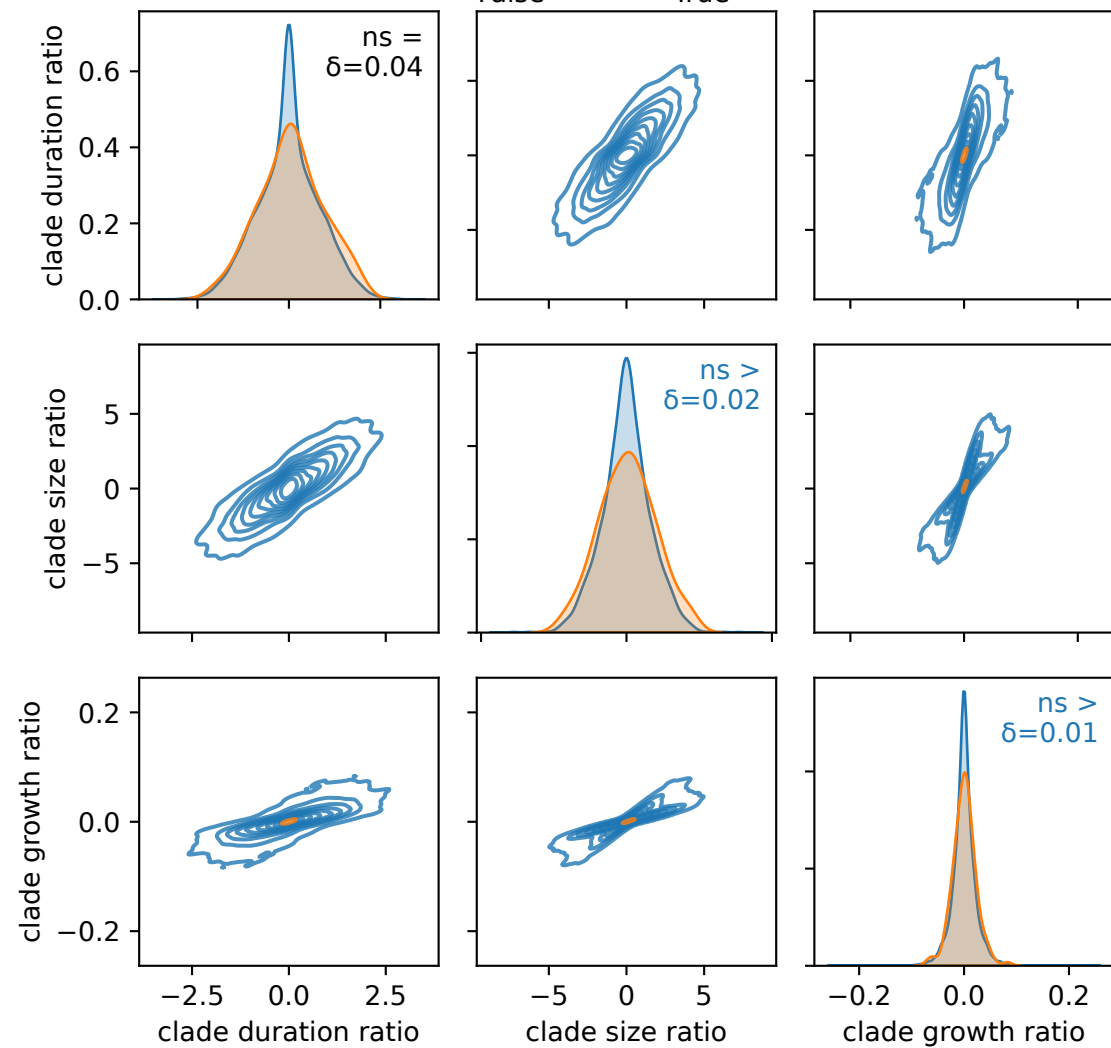 clade duration ratio
0.6
0.4
0.2
0.0
ns =
δ=0.04
clade size ratio
5
0
−5
ns >
δ=0.02
clade growth ratio
0.2
0.0
−0.2
ns >
δ=0.01
−2.5 0.0 2.5
−5 0 5
−0.2 0.0 0.2
clade duration ratio
clade size ratio
clade growth ratio